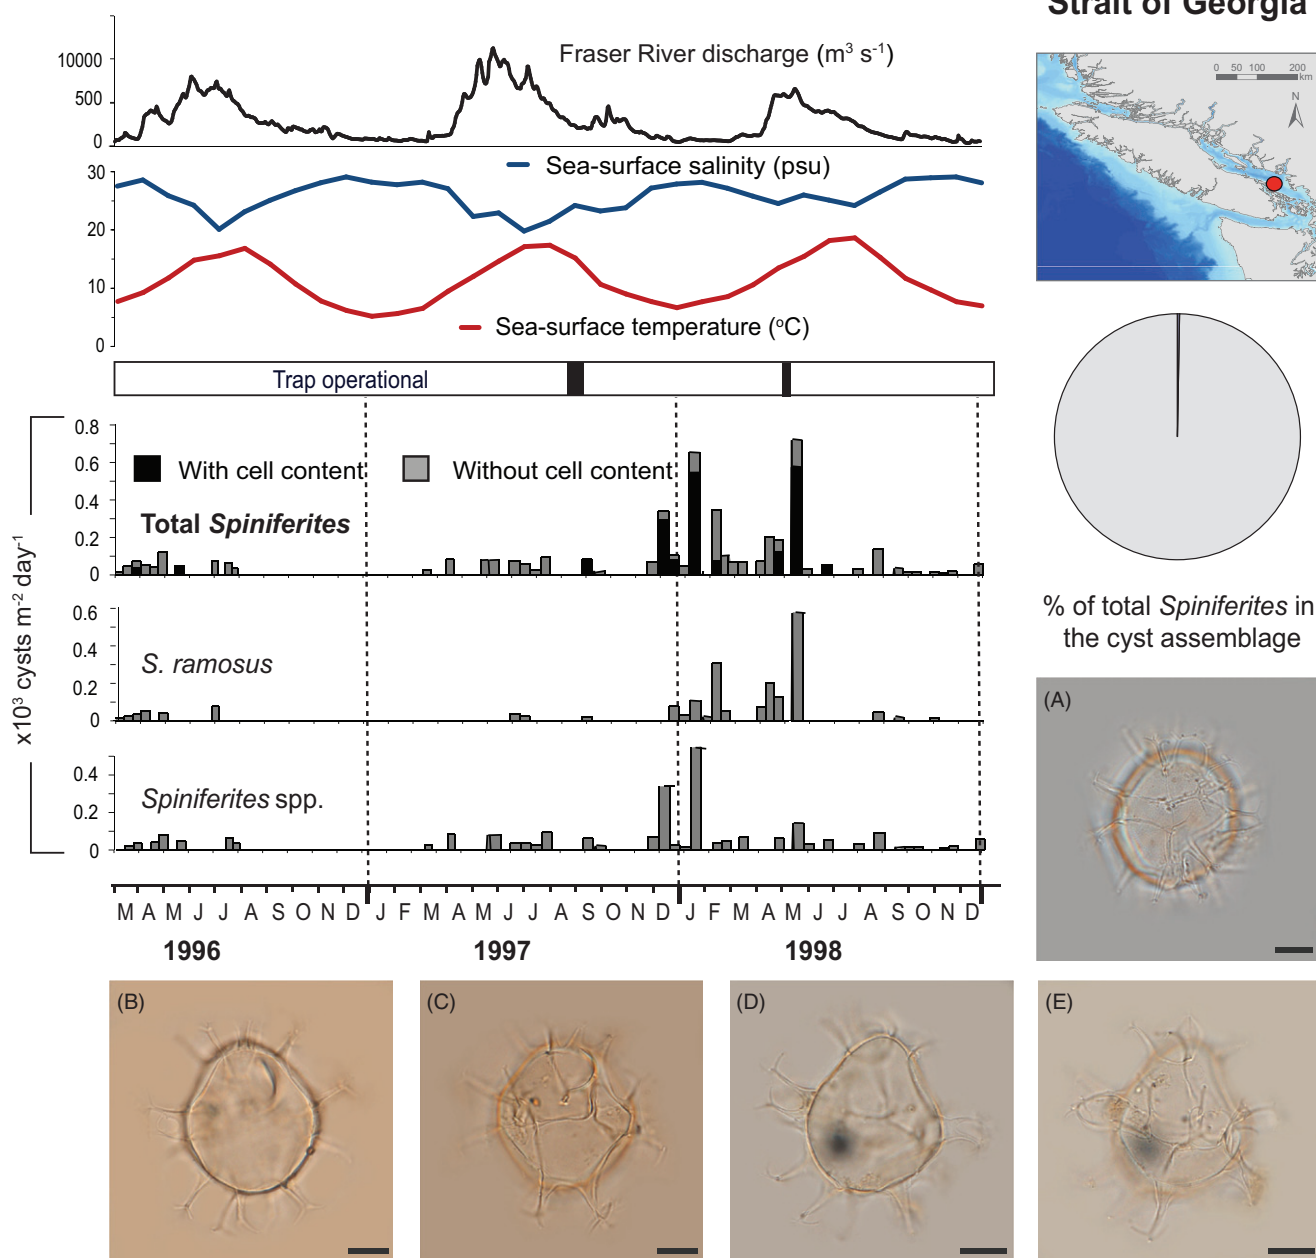 Strait of Georgia
Fraser River discharge (m³ s⁻¹)
10000
500
0
0 50 100 200
km
N
Sea-surface salinity (psu)
30
20
10
0
Sea-surface temperature (°C)
Trap operational
0.8
0.6
0.4
0.2
0
With cell content
Without cell content
Total Spiniferites
x10³ cysts m⁻² day⁻¹
0.6
0.4
0.2
0
S. ramosus
0.4
0.2
0
Spiniferites spp.
% of total Spiniferites in
the cyst assemblage
M A M J J A S O N D J F M A M J J A S O N D J F M A M J J A S O N D
1996 1997 1998
(A)
(B)
(C)
(D)
(E)